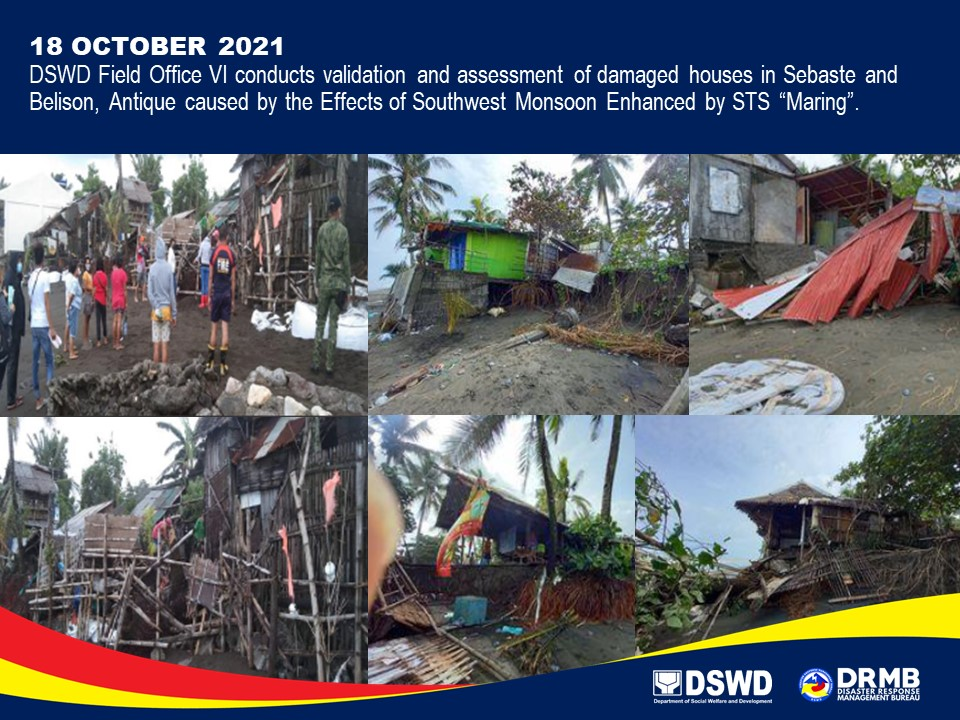 18 OCTOBER 2021
DSWD Field Office VI conducts validation and assessment of damaged houses in Sebaste and
Belison, Antique caused by the Effects of Southwest Monsoon Enhanced by STS “Maring”.
DSWD
Department of Social Welfare and Development
DRMB
DISASTER RESPONSE
MANAGEMENT BUREAU